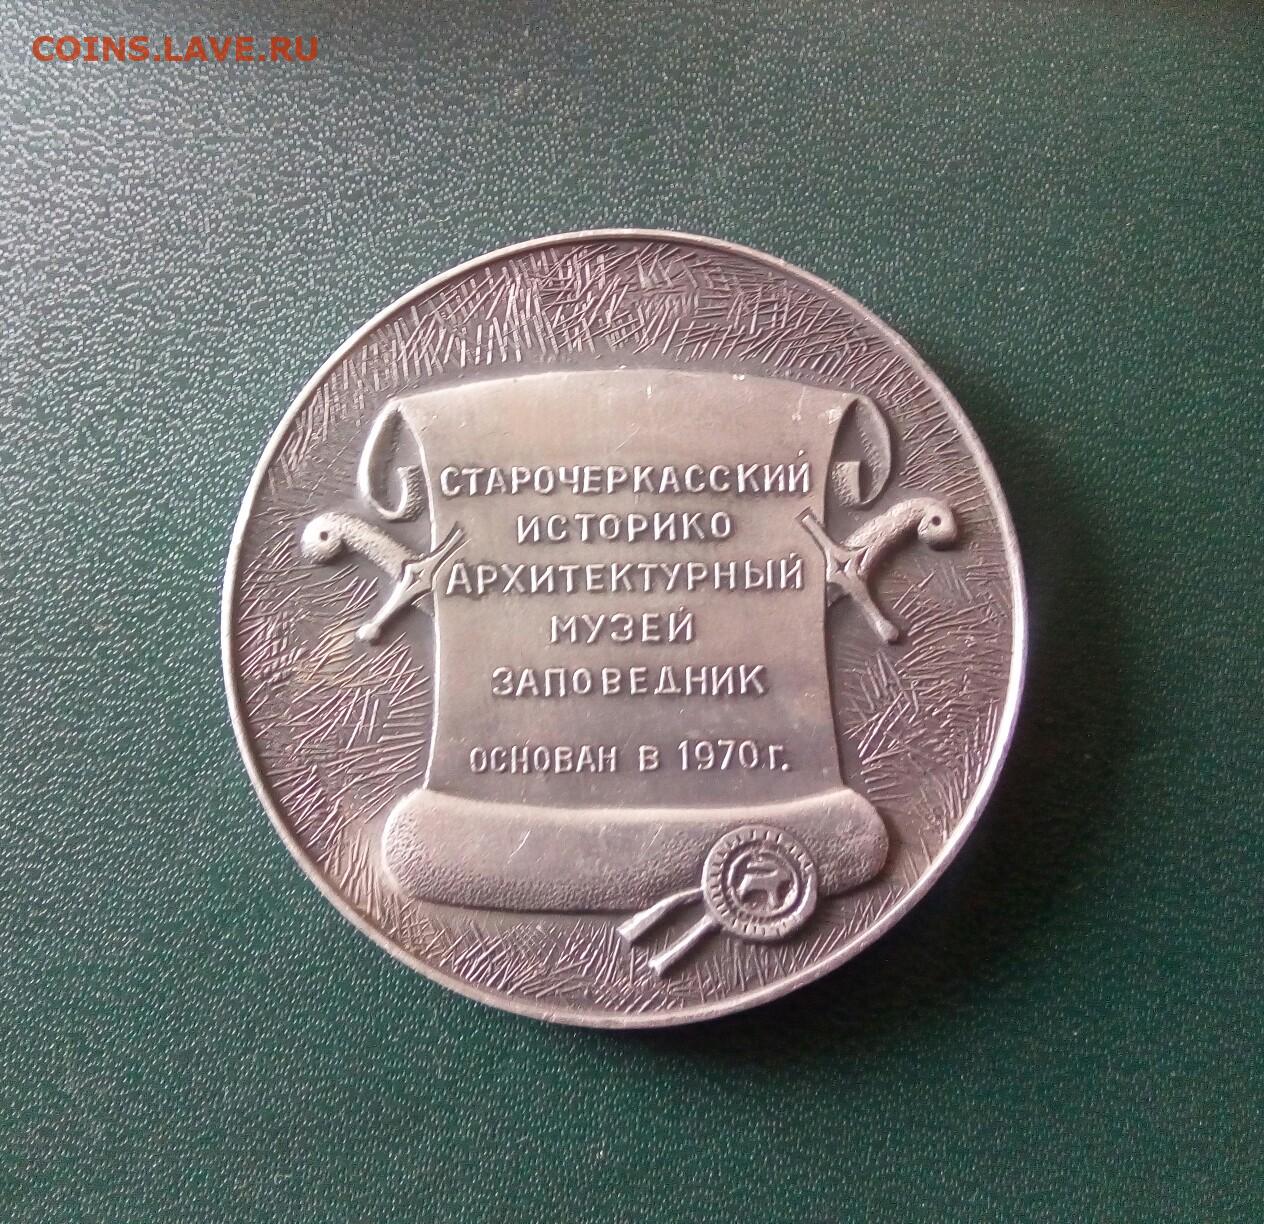 COINS.LAVE.RU
СТАРОЧЕРКАССКИЙ
ИСТОРИКО
АРХИТЕКТУРНЫЙ
МУЗЕЙ
ЗАПОВЕДНИК
ОСНОВАН В 1970 г.